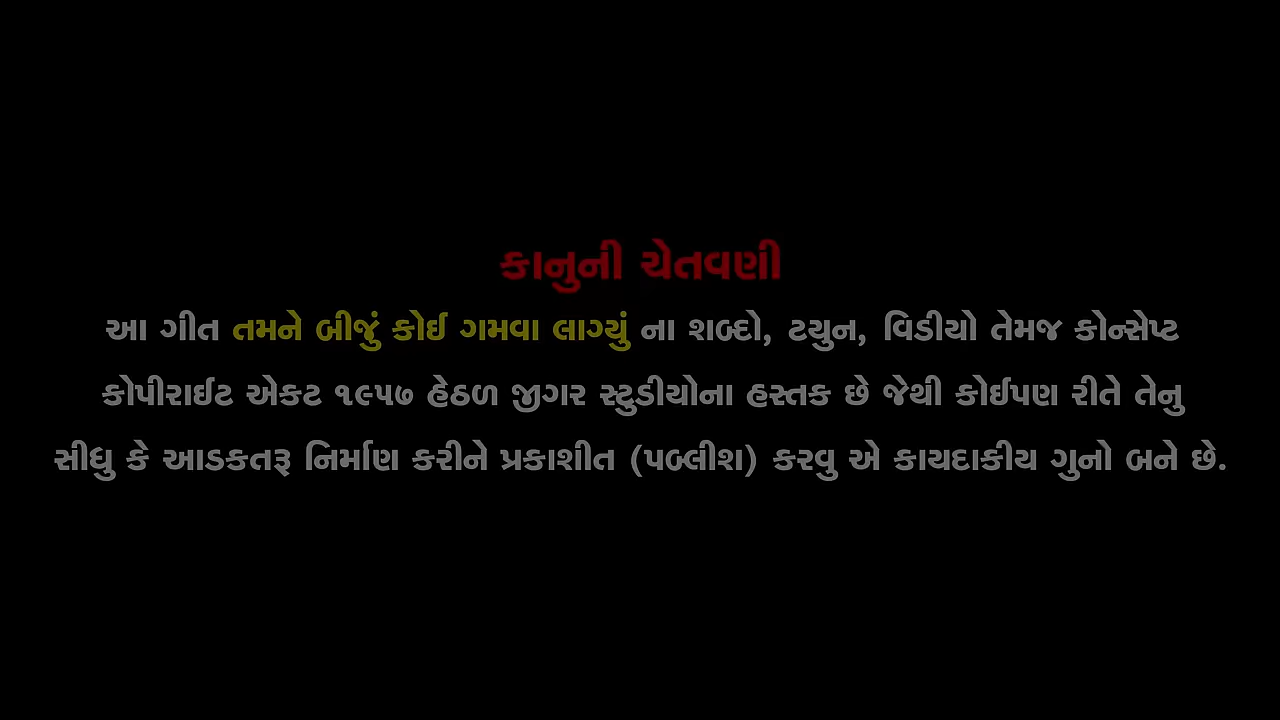 કાનુની ચેતવણી
આ ગીત તમને બીજું કોઈ ગમવા લાગ્યું ના શબ્દો, ટયુન, વિડીયો તેમજ કોન્સેપ્ટ
કોપીરાઈટ એકટ ૧૯૫૭ હેઠળ જીગર સ્ટુડીયોના હસ્તક છે જેથી કોઈપણ રીતે તેનુ
સીધુ કે આડકતરૂ નિર્માણ કરીને પ્રકાશીત (પબ્લીશ) કરવુ એ કાયદાકીય ગુનો બને છે.